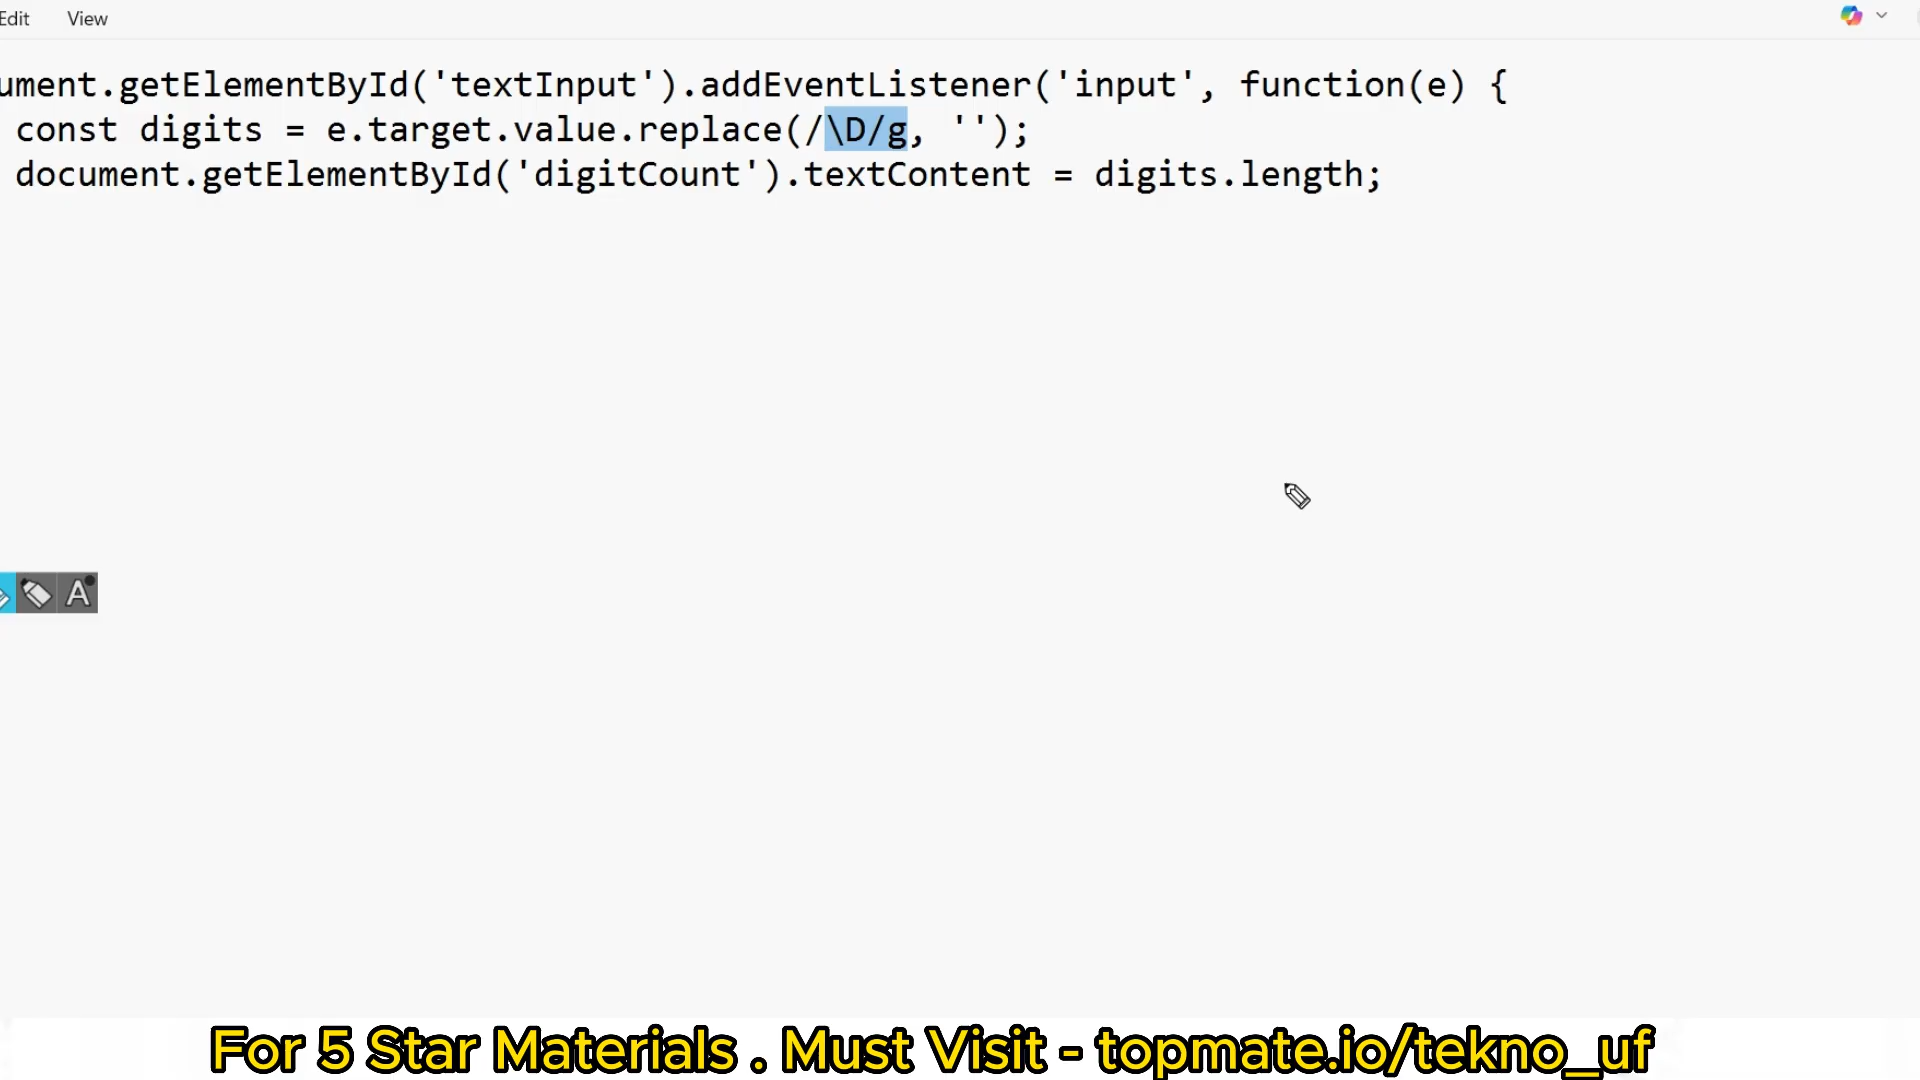 Edit View
ument.getElementById('textInput').addEventListener('input', function(e) {
const digits = e.target.value.replace(/\D/g, '');
document.getElementById('digitCount').textContent = digits.length;
A
For 5 Star Materials . Must Visit - topmate.io/tekno_uf